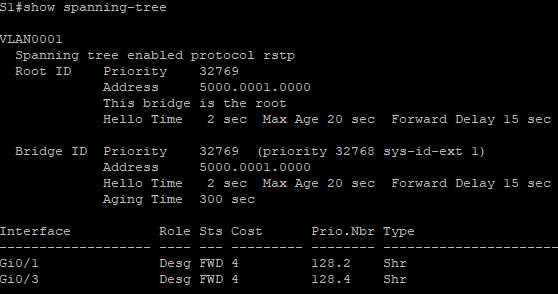 S1#show spanning-tree
VLAN0001
Spanning tree enabled protocol rstp
Root ID Priority 32769
Address 5000.0001.0000
This bridge is the root
Hello Time 2 sec Max Age 20 sec Forward Delay 15 sec
Bridge ID Priority 32769 (priority 32768 sys-id-ext 1)
Address 5000.0001.0000
Hello Time 2 sec Max Age 20 sec Forward Delay 15 sec
Aging Time 300 sec
Interface Role Sts Cost Prio.Nbr Type
------------------- ---- --- --------- -------- --------------------
Gi0/1 Desg FWD 4 128.2 Shr
Gi0/3 Desg FWD 4 128.4 Shr